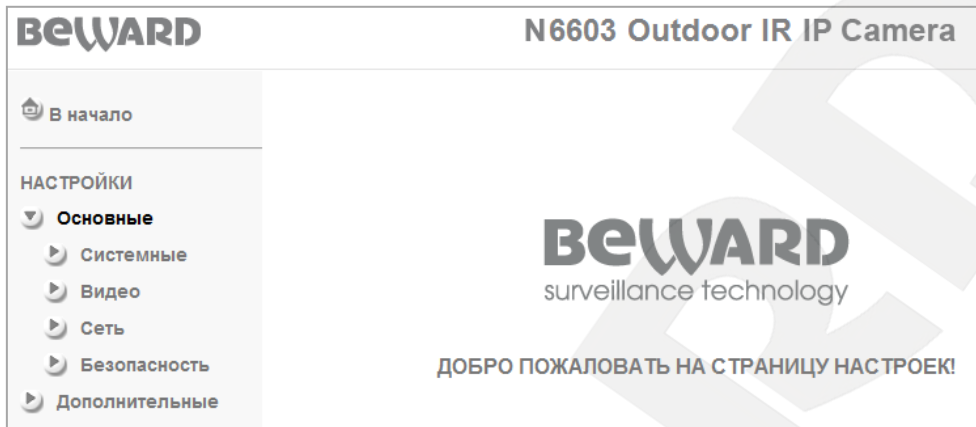 BEWARD
N6603 Outdoor IR IP Camera
В начало
НАСТРОЙКИ
Основные
Системные
Видео
Сеть
Безопасность
Дополнительные
BEWARD
surveillance technology
ДОБРО ПОЖАЛОВАТЬ НА СТРАНИЦУ НАСТРОЕК!